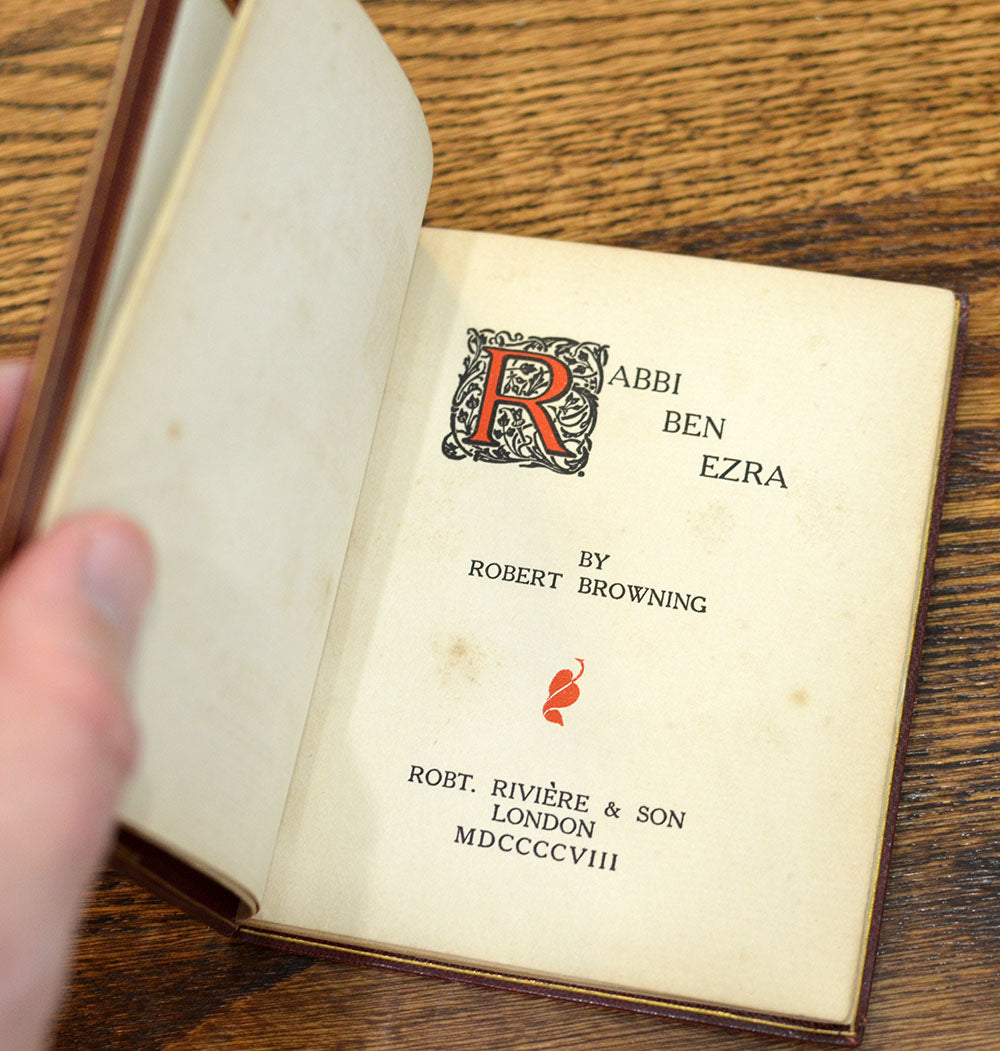 RABBI
BEN
EZRA
BY
ROBERT BROWNING
ROBT. RIVIÈRE & SON
LONDON
MDCCCCVIII